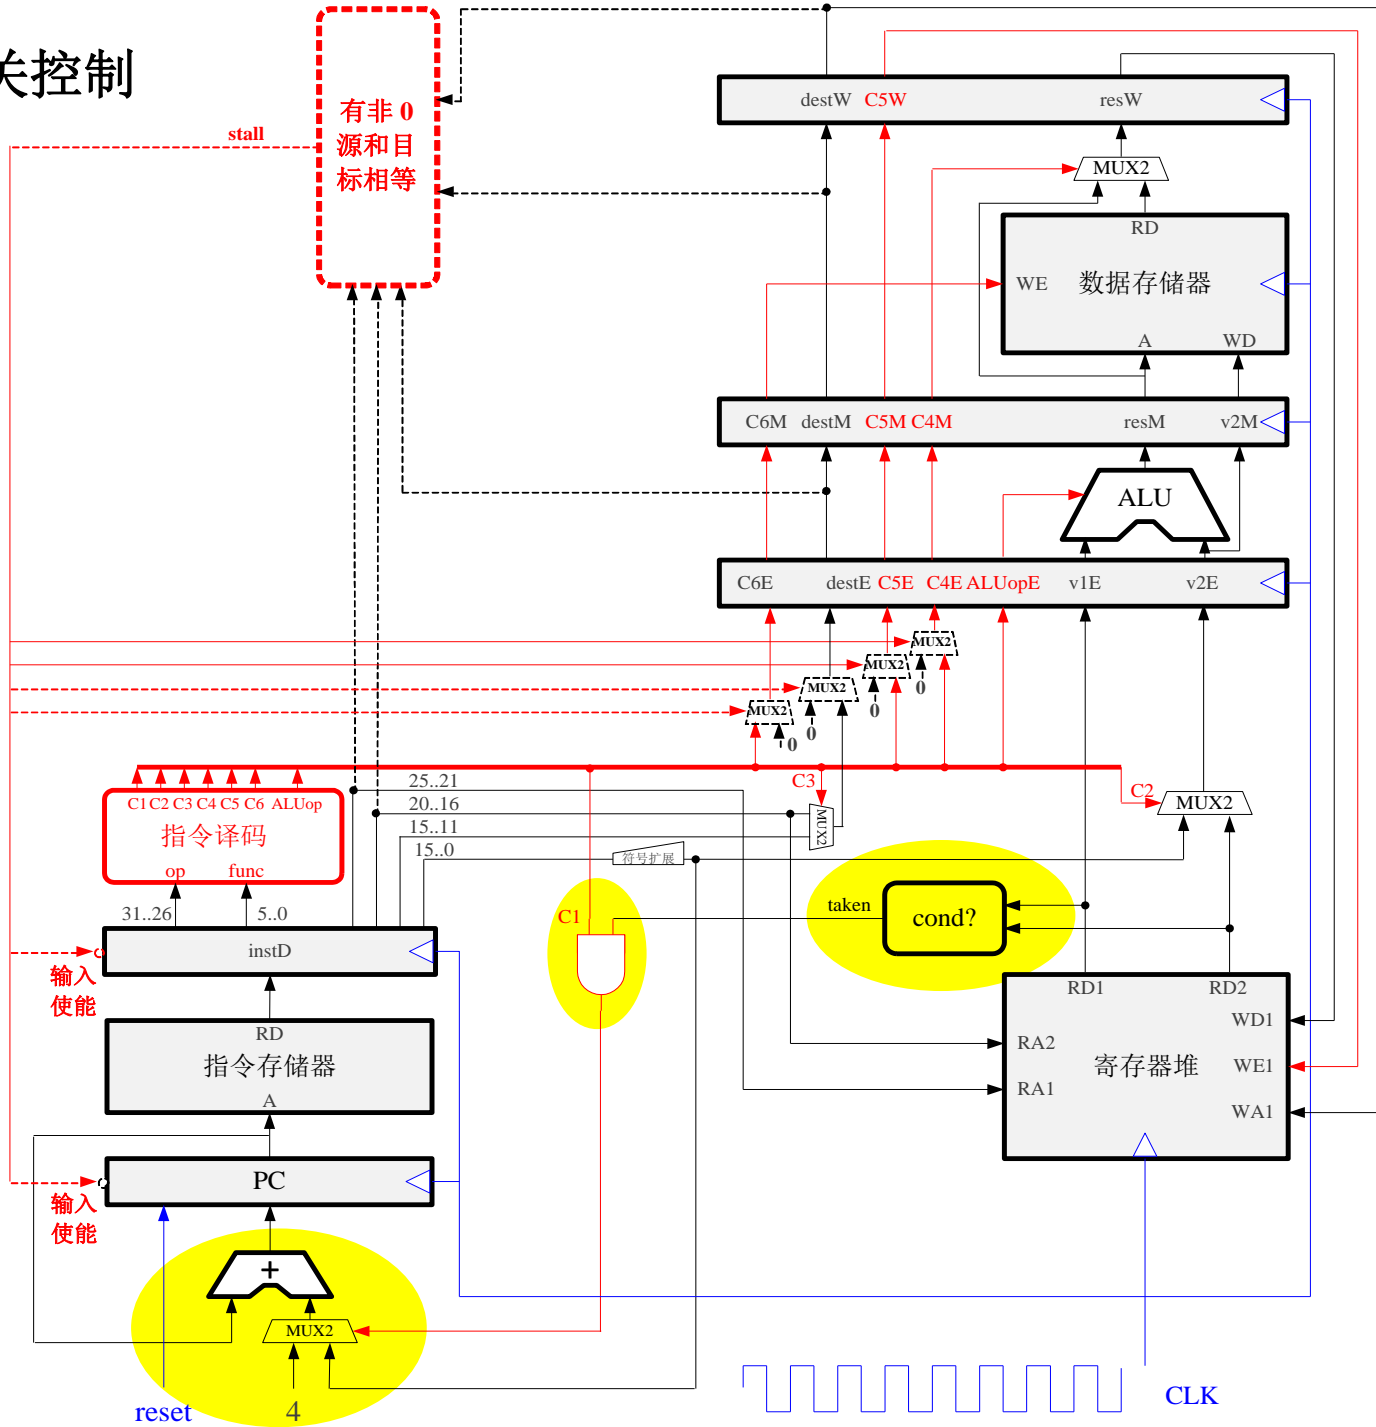 关控制
有非 0
源和目
标相等
stall
destW C5W resW
MUX2
RD
WE 数据存储器
A WD
C6M destM C5M C4M resM v2M
ALU
C6E destE C5E C4E ALUopE v1E v2E
MUX2
MUX2
MUX2
MUX2
0
0
0
0
C1 C2 C3 C4 C5 C6 ALUop
指令译码
op func
31..26 5..0
25..21
20..16
15..11
15..0
C3
MUX2
符号扩展
C2
MUX2
instD
输入
使能
C1
taken
cond?
RD
指令存储器
A
RD1 RD2
WD1
RA2
寄存器堆 WE1
RA1
WA1
PC
输入
使能
+
MUX2
reset
4
CLK